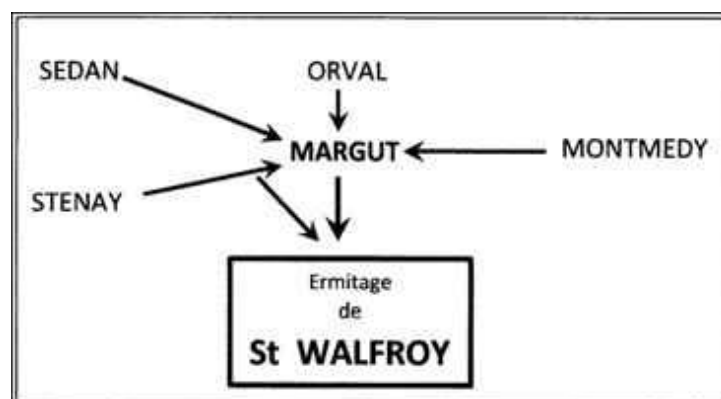 SEDAN
ORVAL
MARGUT
MONTMEDY
STENAY
Ermitage
de
St WALFROY